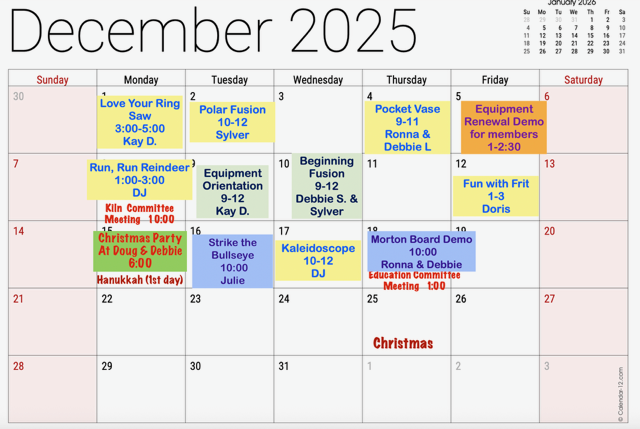 December 2025
January 2026
Su Mo Tu We Th Fr Sa
28 29 30 31 1 2 3
4 5 6 7 8 9 10
11 12 13 14 15 16 17
18 19 20 21 22 23 24
25 26 27 28 29 30 31
Sunday Monday Tuesday Wednesday Thursday Friday Saturday
30 1 2 3 4 5 6
Love Your Ring
Saw
3:00-5:00
Kay D.
Polar Fusion
10-12
Sylver
Pocket Vase
9-11
Ronna &
Debbie L
Equipment
Renewal Demo
for members
1-2:30
7 9 10 11 12 13
Run, Run Reindeer
1:00-3:00
DJ
Kiln Committee
Meeting 10:00
Equipment
Orientation
9-12
Kay D.
Beginning
Fusion
9-12
Debbie S. &
Sylver
Fun with Frit
1-3
Doris
14 15 16 17 18 19 20
Christmas Party
At Doug & Debbie
6:00
Hanukkah (1st day)
Strike the
Bullseye
10:00
Julie
Kaleidoscope
10-12
DJ
Morton Board Demo
10:00
Ronna & Debbie
Education Committee
Meeting 1:00
21 22 23 24 25 26 27
Christmas
28 29 30 31 1 2 3
© Calendar-12.com